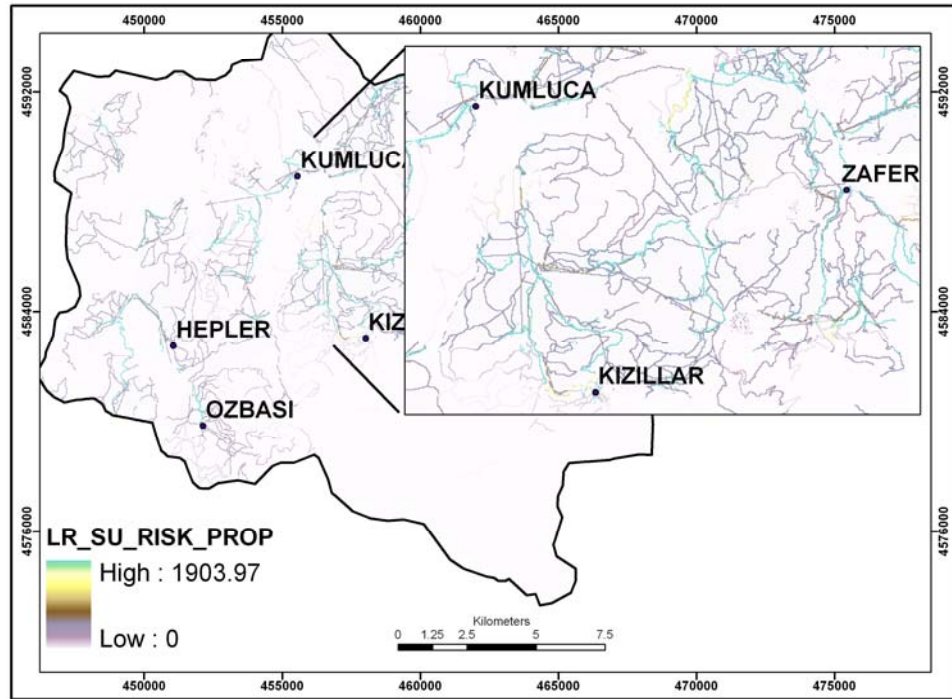 450000 455000 460000 465000 470000 475000
4592000 4592000
KUMLUCA
KUMLUCA
ZAFER
4584000 4584000
HEPLER
KIZ
KIZILLAR
OZBASI
4576000 4576000
LR_SU_RISK_PROP
High : 1903.97
Low : 0
Kilometers
0 1.25 2.5 5 7.5
450000 455000 460000 465000 470000 475000